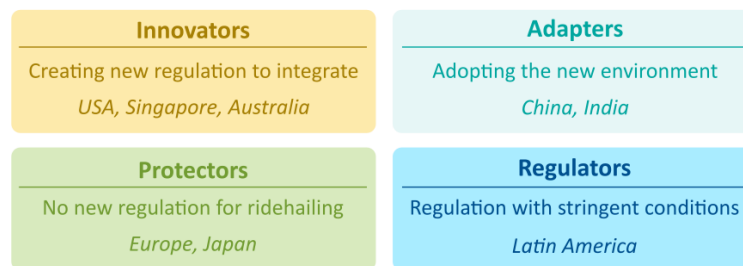 Innovators
Creating new regulation to integrate
USA, Singapore, Australia
Adapters
Adopting the new environment
China, India
Protectors
No new regulation for ridehailing
Europe, Japan
Regulators
Regulation with stringent conditions
Latin America